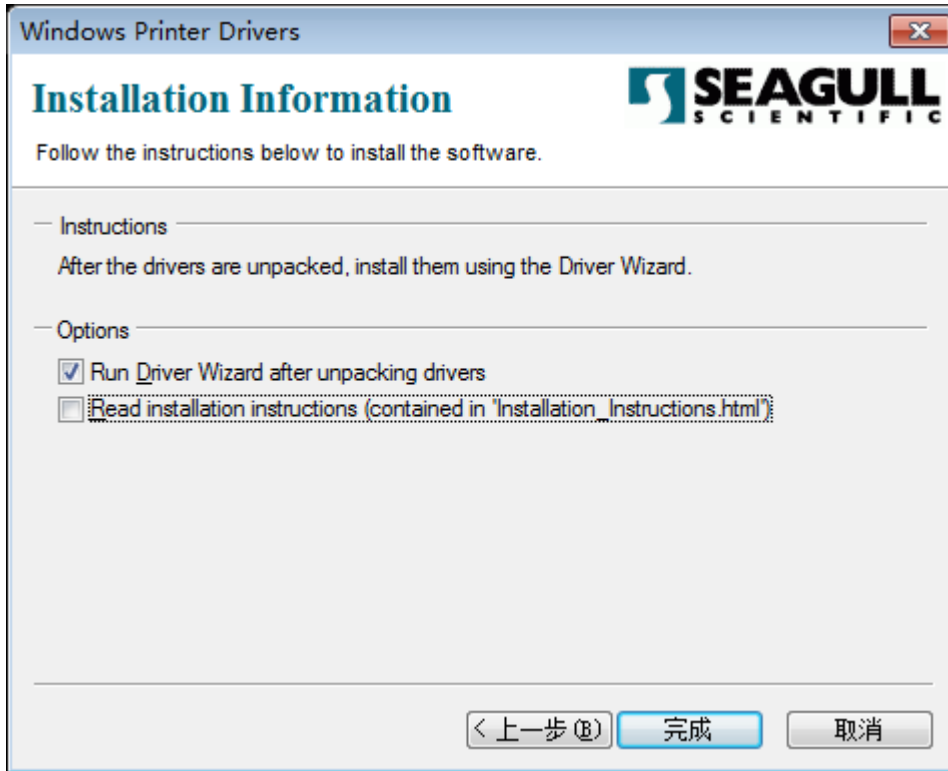 Windows Printer Drivers
Installation Information
SEAGULL
SCIENTIFIC
Follow the instructions below to install the software.
Instructions
After the drivers are unpacked, install them using the Driver Wizard.
Options
Run Driver Wizard after unpacking drivers
Read installation instructions (contained in "Installation_Instructions.html")
< 上一步(B) 完成 取消